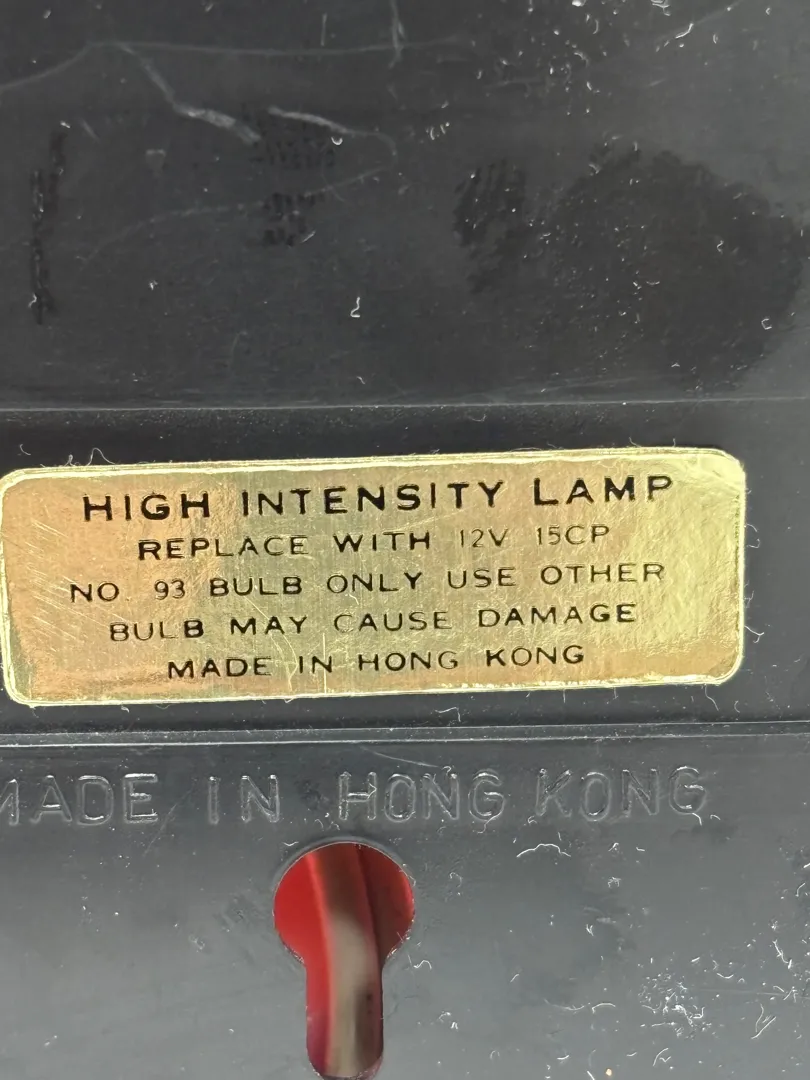 HIGH INTENSITY LAMP
REPLACE WITH 12V 15CP
NO. 93 BULB ONLY USE OTHER
BULB MAY CAUSE DAMAGE
MADE IN HONG KONG
MADE IN HONG KONG